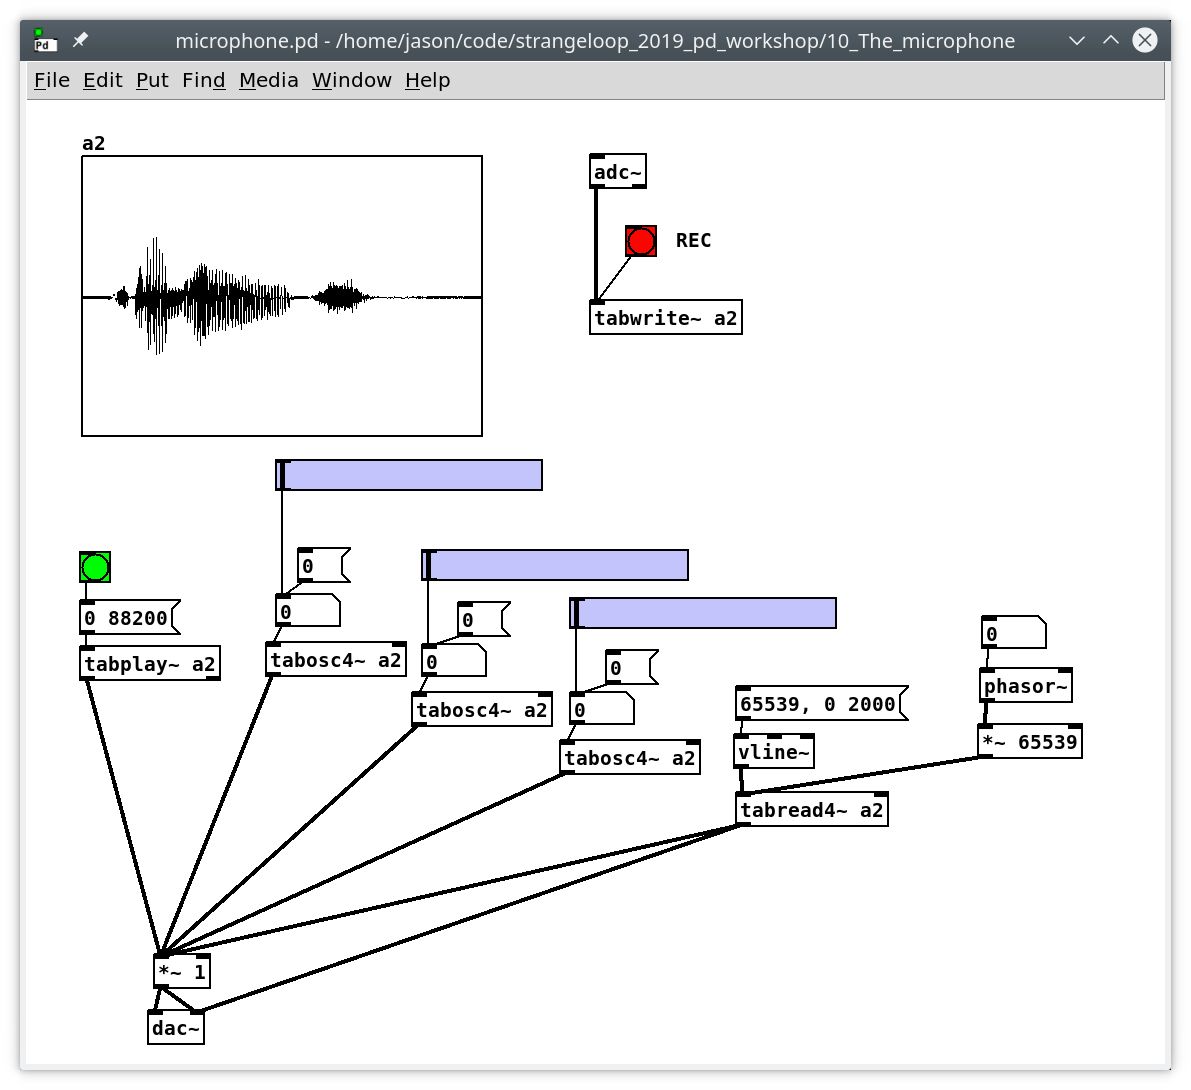 Pd
microphone.pd - /home/jason/code/strangeloop_2019_pd_workshop/10_The_microphone
File Edit Put Find Media Window Help
a2
adc~
REC
tabwrite~ a2
0
0 88200
0
tabplay~ a2
tabosc4~ a2
0
0
tabosc4~ a2
0
0
tabosc4~ a2
65539, 0 2000
vline~
tabread4~ a2
0
phasor~
*~ 65539
*~ 1
dac~